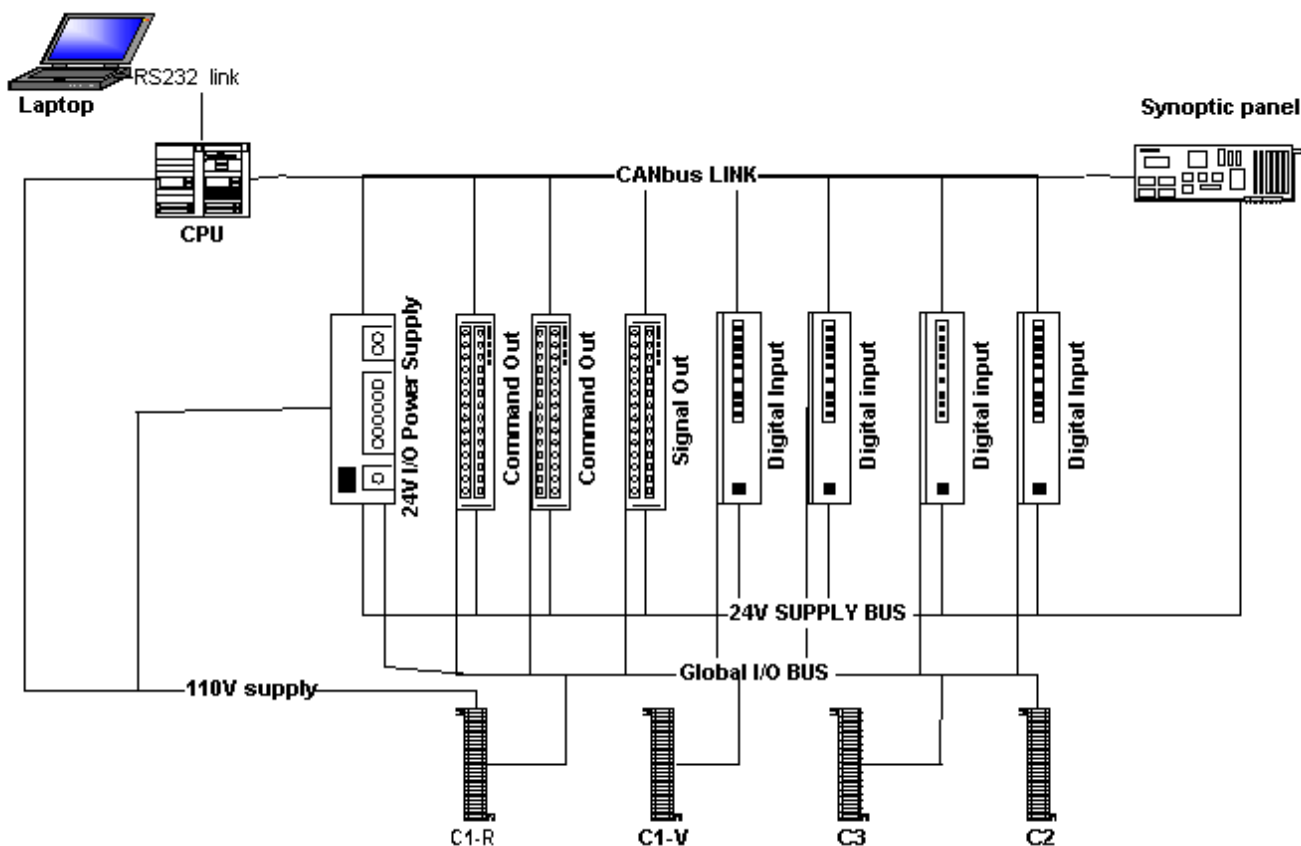 RS232 link
Laptop
Synoptic panel
CANbus LINK
CPU
24V I/O Power Supply
Command Out
Command Out
Signal Out
Digital Input
Digital input
Digital input
Digital Input
24V SUPPLY BUS
Global I/O BUS
110V supply
C1-R
C1-V
C3
C2